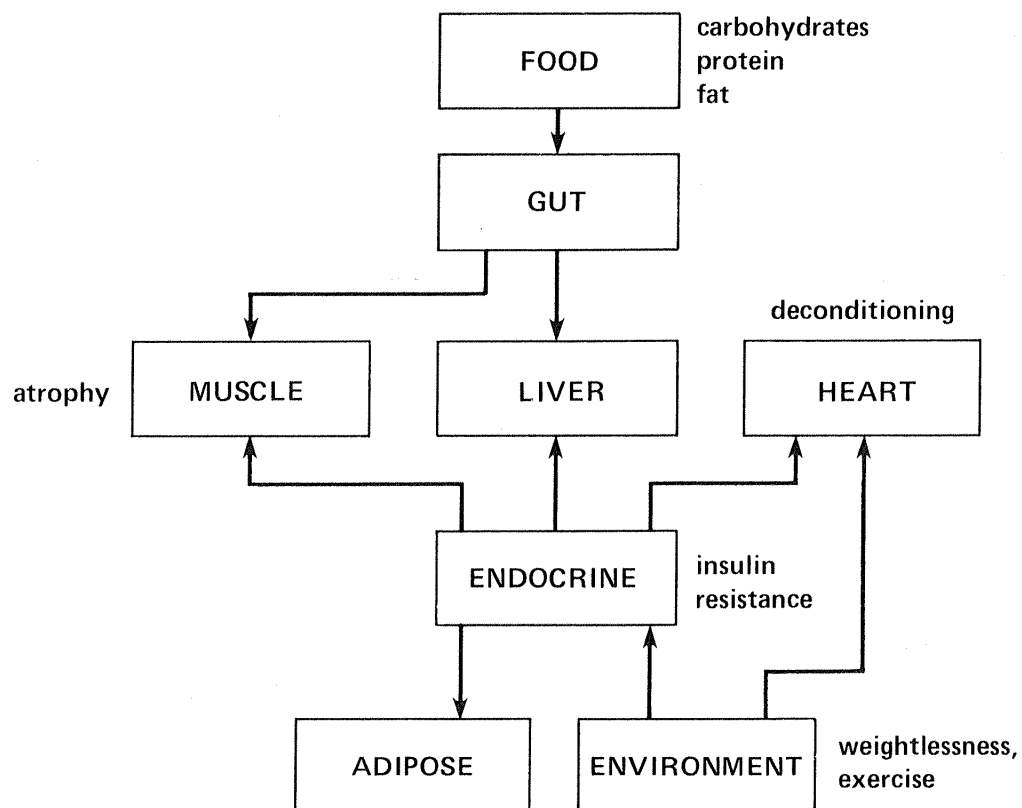 FOOD
carbohydrates
protein
fat
GUT
deconditioning
atrophy
MUSCLE
LIVER
HEART
ENDOCRINE
insulin
resistance
ADIPOSE
ENVIRONMENT
weightlessness,
exercise